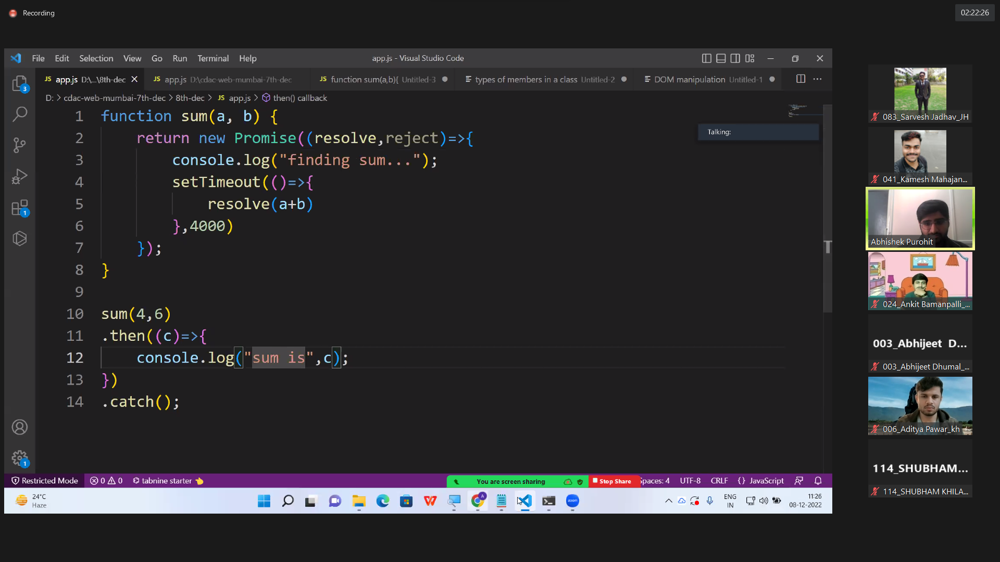 Recording
02:22:26
File Edit Selection View Go Run Terminal Help
app.js - Visual Studio Code
JS app.js D:\...\8th-dec
JS app.js D:\cdac-web-mumbai-7th-dec
JS function sum(a,b){ Untitled-3
types of members in a class Untitled-2
DOM manipulation Untitled-1
D: > cdac-web-mumbai-7th-dec > 8th-dec > JS app.js > then() callback
1 function sum(a, b) {
2 return new Promise((resolve,reject)=>{
3 console.log("finding sum...");
4 setTimeout(()=>{
5 resolve(a+b)
6 },4000)
7 });
8 }
9
10 sum(4,6)
11 .then((c)=>{
12 console.log("sum is",c);
13 })
14 .catch();
Talking:
3
1
1
Restricted Mode
0 0
tabnine starter
You are screen sharing
Stop Share
Spaces: 4
UTF-8
CRLF
{} JavaScript
24°C
Haze
A
zoom
ENG
IN
11:26
08-12-2022
083_Sarvesh Jadhav_JH
041_Kamesh Mahajan...
Abhishek Purohit
024_Ankit Bamanpalli_...
003_Abhijeet D...
003_Abhijeet Dhumal_...
006_Aditya Pawar_kh
114_SHUBHAM...
114_SHUBHAM KHILA...